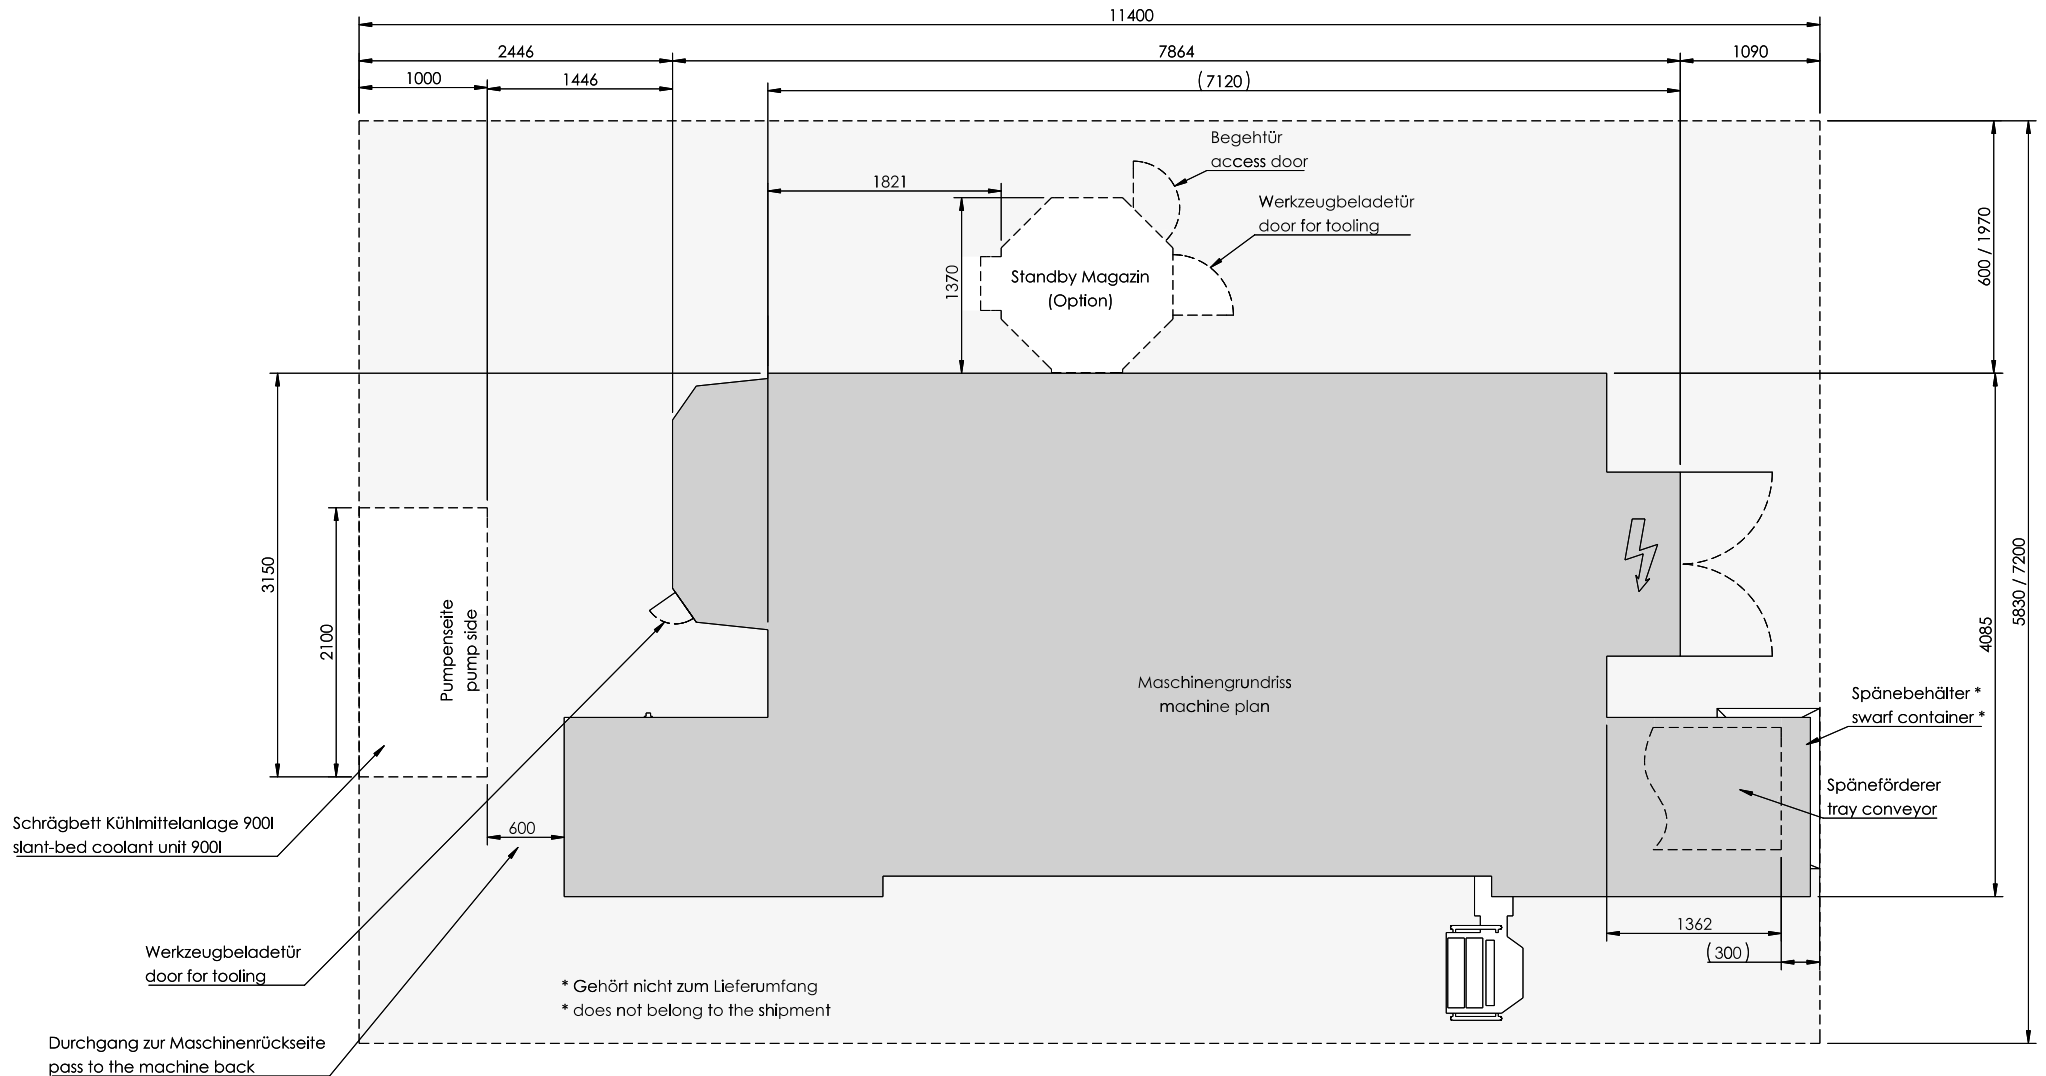 11400
2446
7864
1090
1000
1446
(7120)
Begehtür
access door
1821
Werkzeugbeladetür
door for tooling
600 / 1970
1370
Standby Magazin
(Option)
3150
2100
Pumpenseite
pump side
5830 / 7200
4085
Maschinengrundriss
machine plan
Spänebehälter *
swarf container *
Späneförderer
tray conveyor
Schrägbett Kühlmittelanlage 900l
slant-bed coolant unit 900l
600
1362
(300)
Werkzeugbeladetür
door for tooling
* Gehört nicht zum Lieferumfang
* does not belong to the shipment
Durchgang zur Maschinenrückseite
pass to the machine back